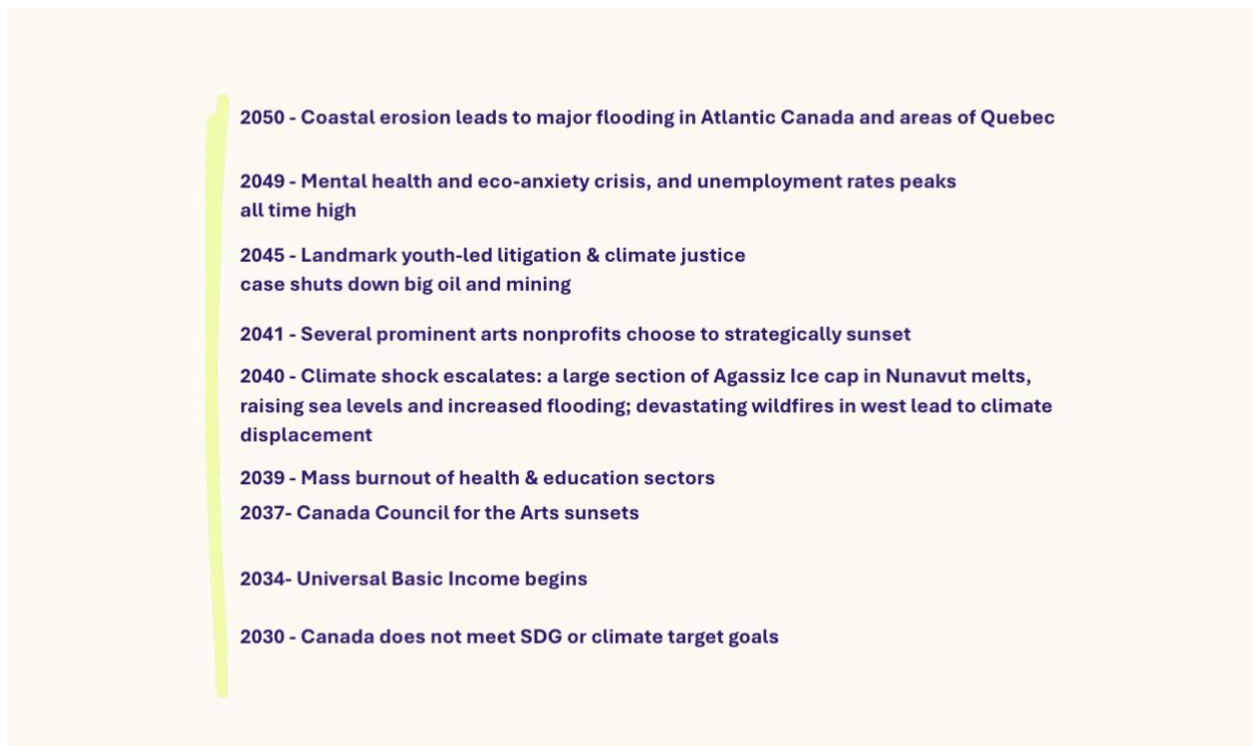 2050 - Coastal erosion leads to major flooding in Atlantic Canada and areas of Quebec
2049 - Mental health and eco-anxiety crisis, and unemployment rates peaks
all time high
2045 - Landmark youth-led litigation & climate justice
case shuts down big oil and mining
2041 - Several prominent arts nonprofits choose to strategically sunset
2040 - Climate shock escalates: a large section of Agassiz Ice cap in Nunavut melts,
raising sea levels and increased flooding; devastating wildfires in west lead to climate
displacement
2039 - Mass burnout of health & education sectors
2037- Canada Council for the Arts sunsets
2034- Universal Basic Income begins
2030 - Canada does not meet SDG or climate target goals